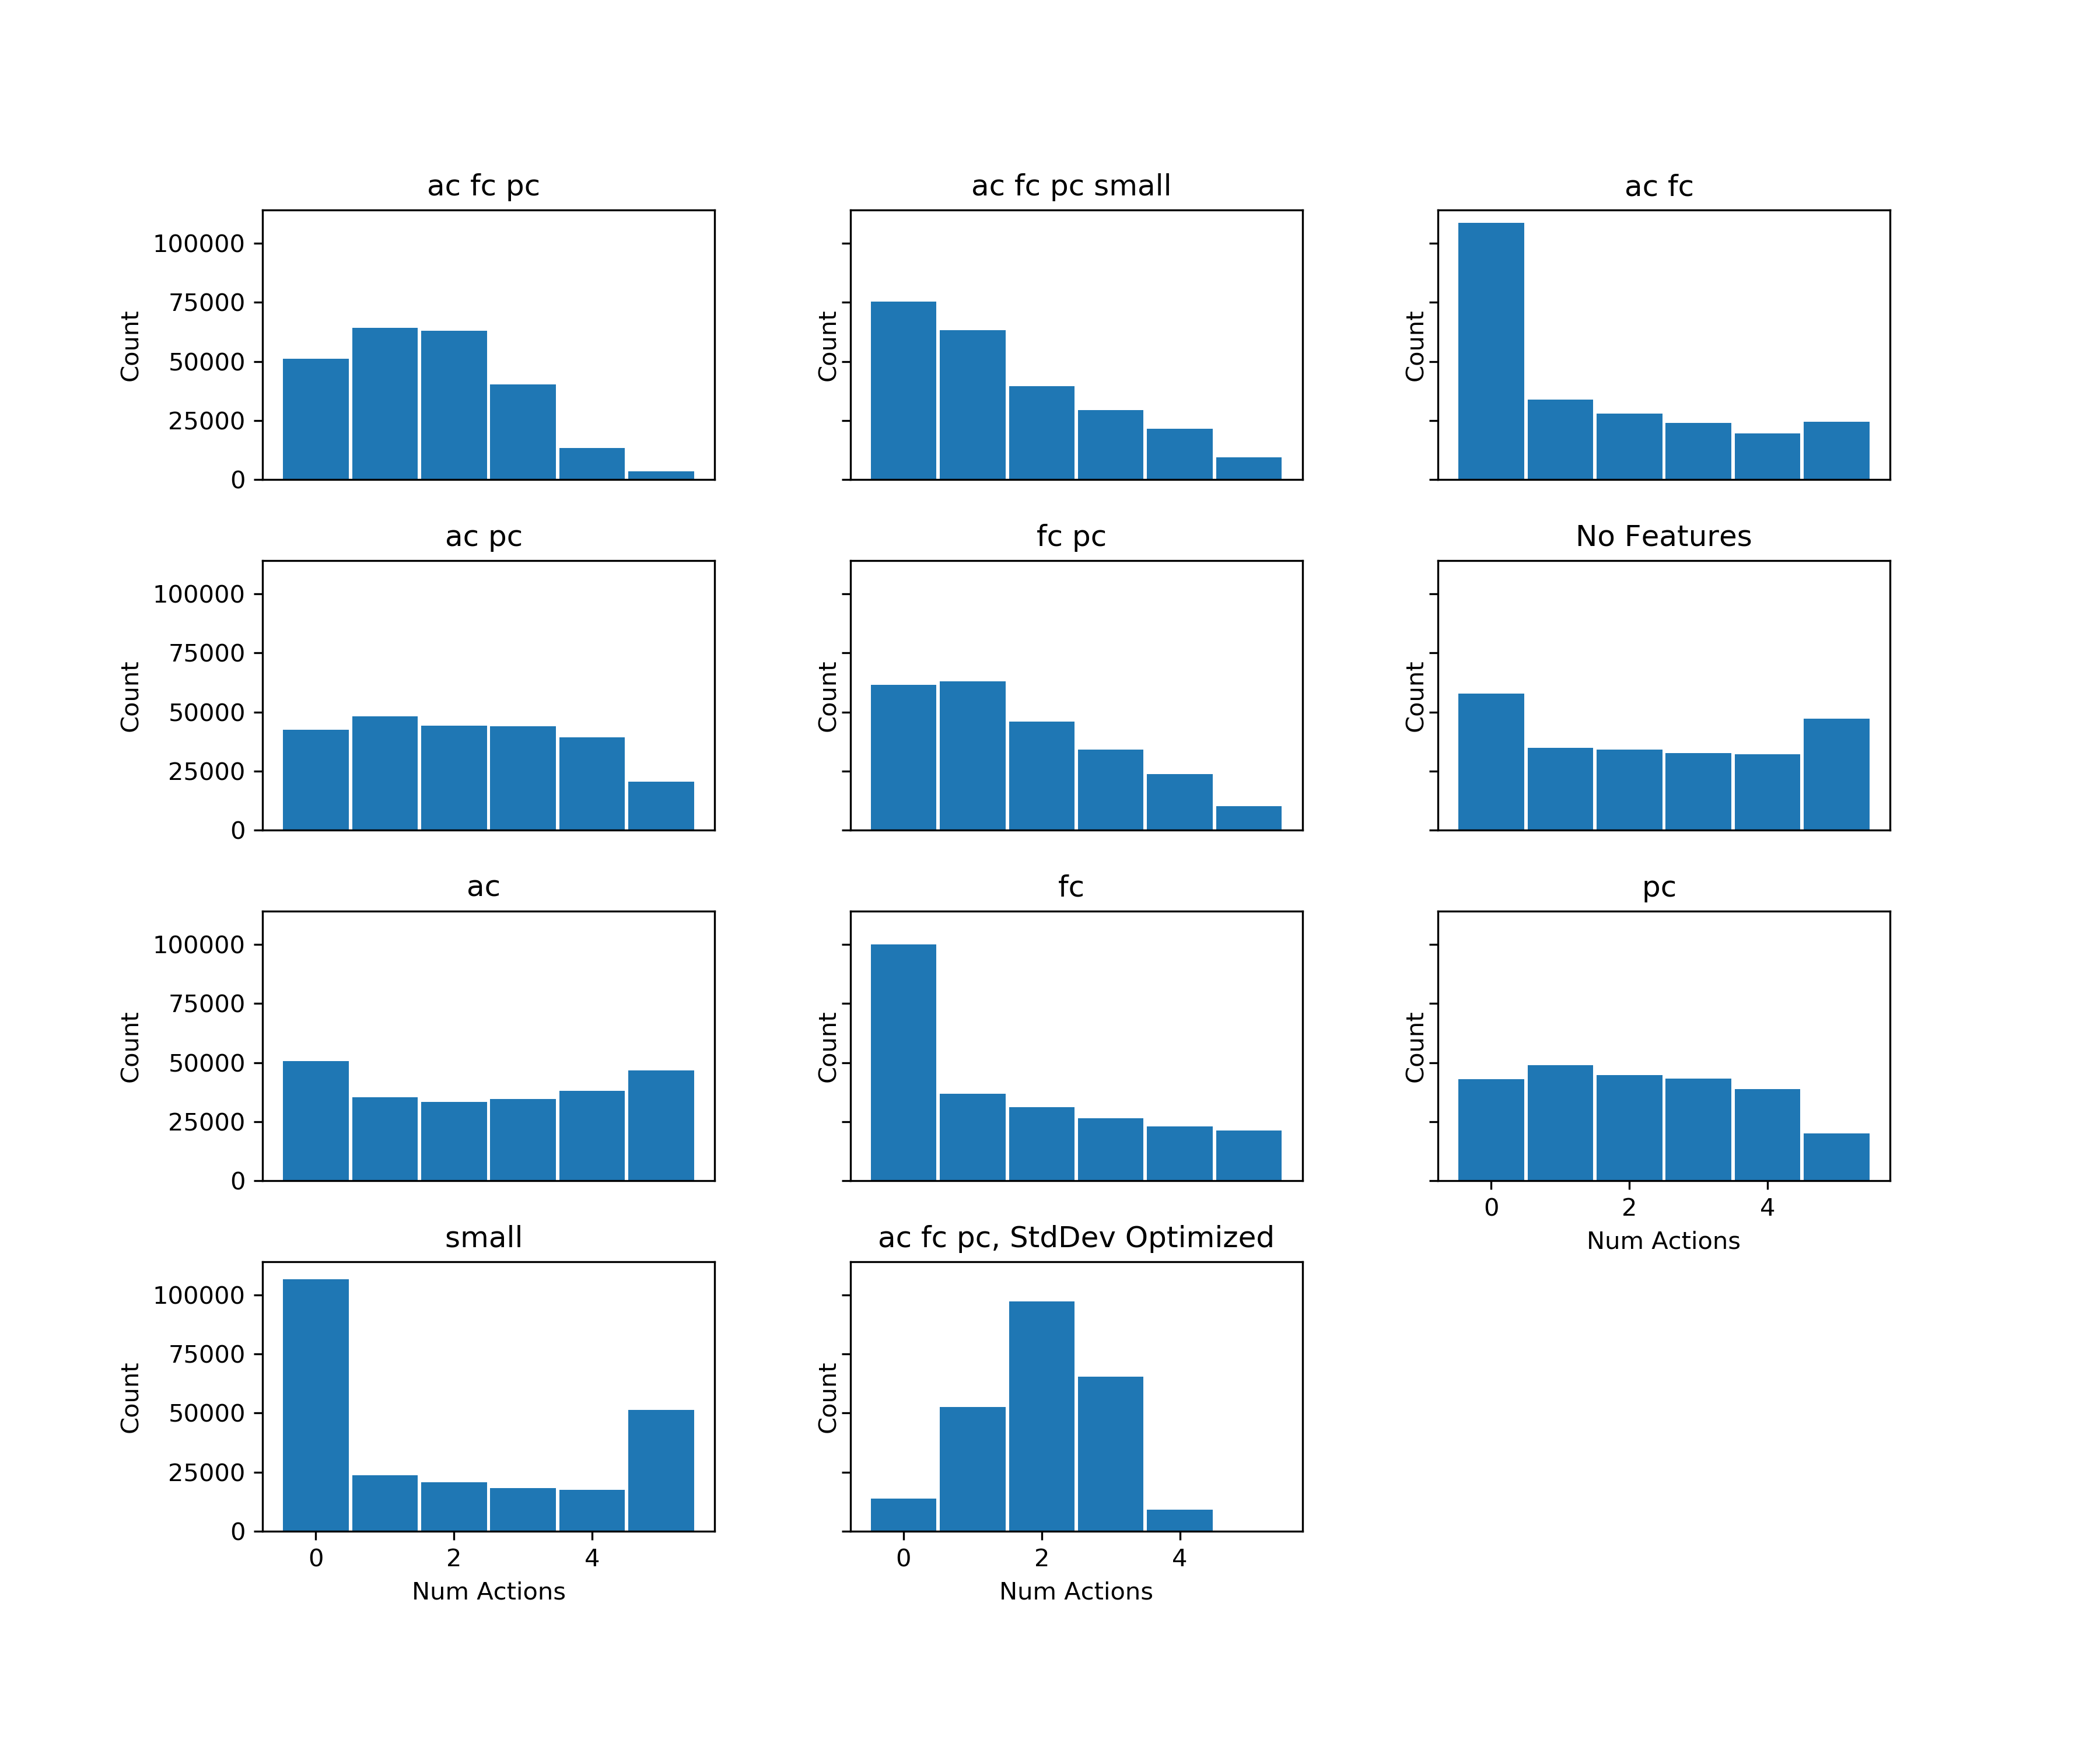 ac fc pc
ac fc pc small
ac fc
100000
75000
50000
25000
0
Count
Count
Count
ac pc
fc pc
No Features
100000
75000
50000
25000
0
Count
Count
Count
ac
fc
pc
100000
75000
50000
25000
0
Count
Count
Count
0 2 4
Num Actions
small
ac fc pc, StdDev Optimized
100000
75000
50000
25000
0
Count
Count
0 2 4
0 2 4
Num Actions
Num Actions